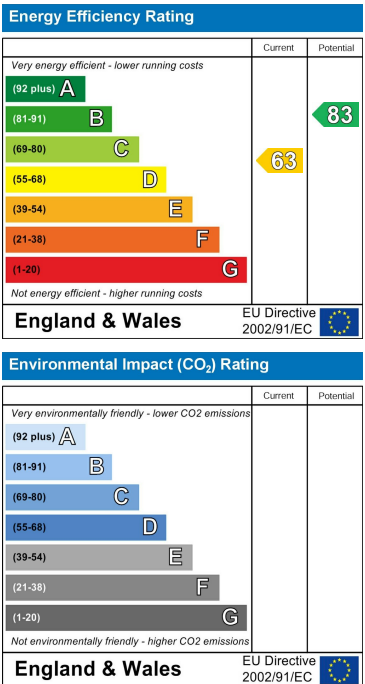 Energy Efficiency Rating
Current Potential
Very energy efficient - lower running costs
(92 plus) A
(81-91) B
83
(69-80) C
63
(55-68) D
(39-54) E
(21-38) F
(1-20) G
Not energy efficient - higher running costs
England & Wales
EU Directive
2002/91/EC
Environmental Impact (CO₂) Rating
Current Potential
Very environmentally friendly - lower CO2 emissions
(92 plus) A
(81-91) B
(69-80) C
(55-68) D
(39-54) E
(21-38) F
(1-20) G
Not environmentally friendly - higher CO2 emissions
England & Wales
EU Directive
2002/91/EC